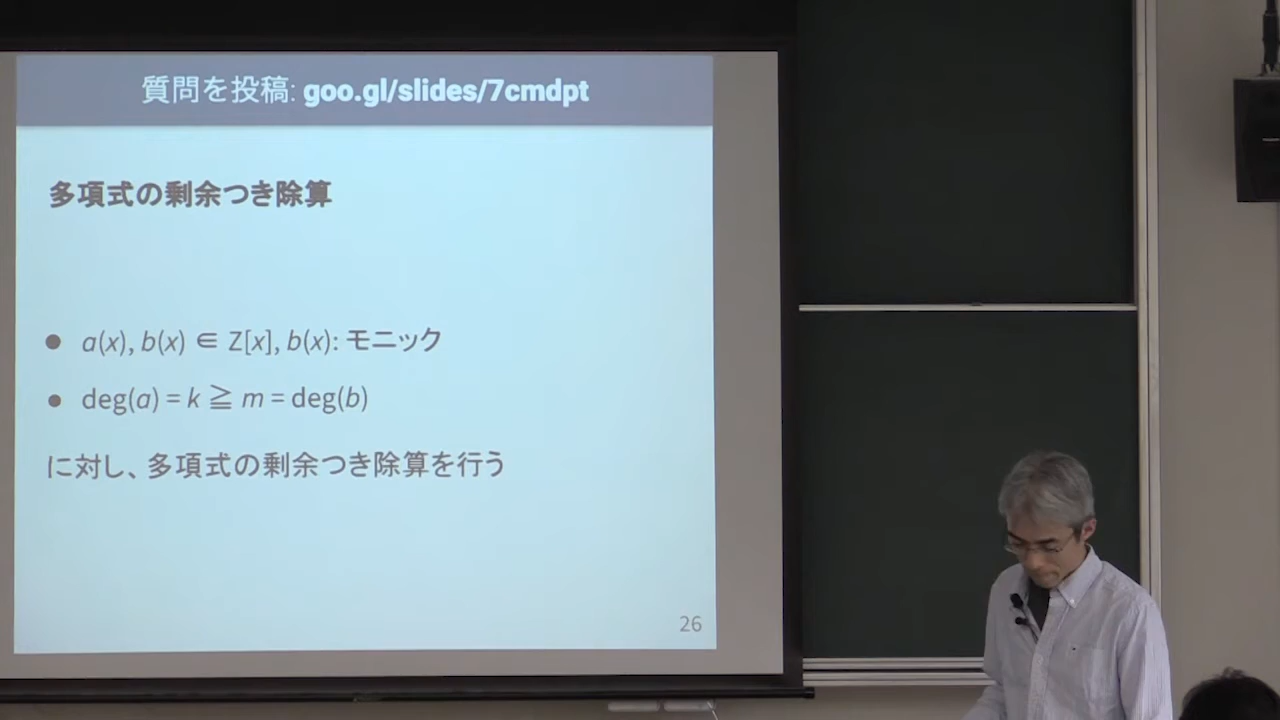 質問を投稿: goo.gl/slides/7cmdpt
多項式の剰余つき除算
● a(x), b(x) ∈ Z[x], b(x): モニック
● deg(a) = k ≧ m = deg(b)
に対し、多項式の剰余つき除算を行う
26